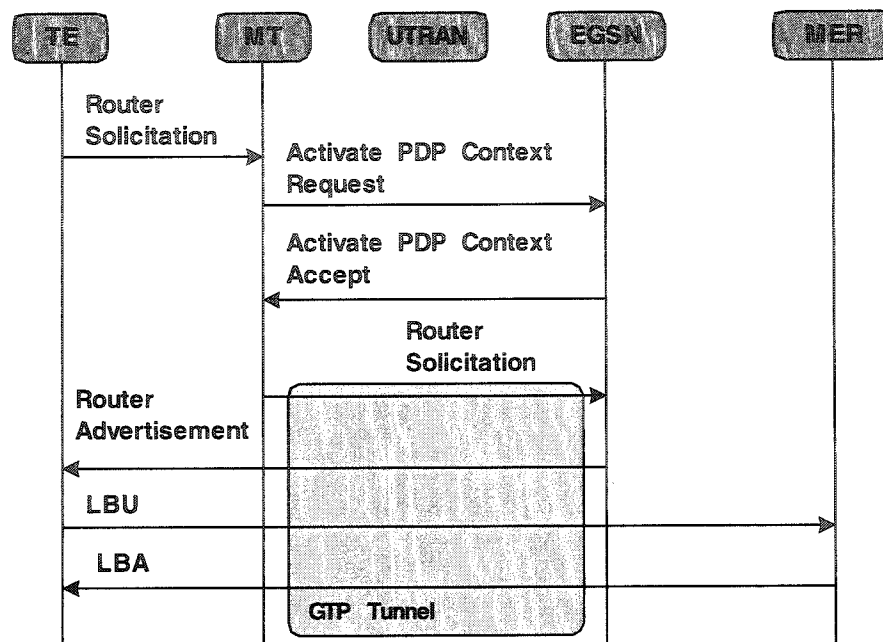 TE MT UTRAN EGSN MER
Router
Solicitation
Activate PDP Context
Request
Activate PDP Context
Accept
Router
Solicitation
Router
Advertisement
LBU
LBA
GTP Tunnel